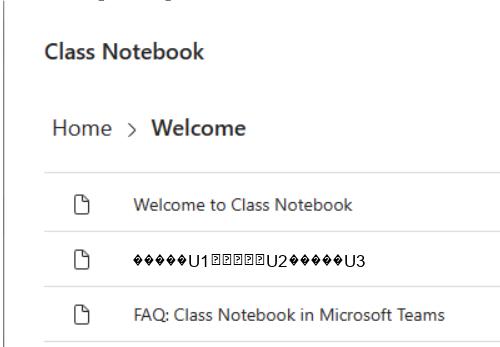 Class Notebook
Home > Welcome
Welcome to Class Notebook
�����U1⍰⍰⍰⍰⍰U2�����U3
FAQ: Class Notebook in Microsoft Teams